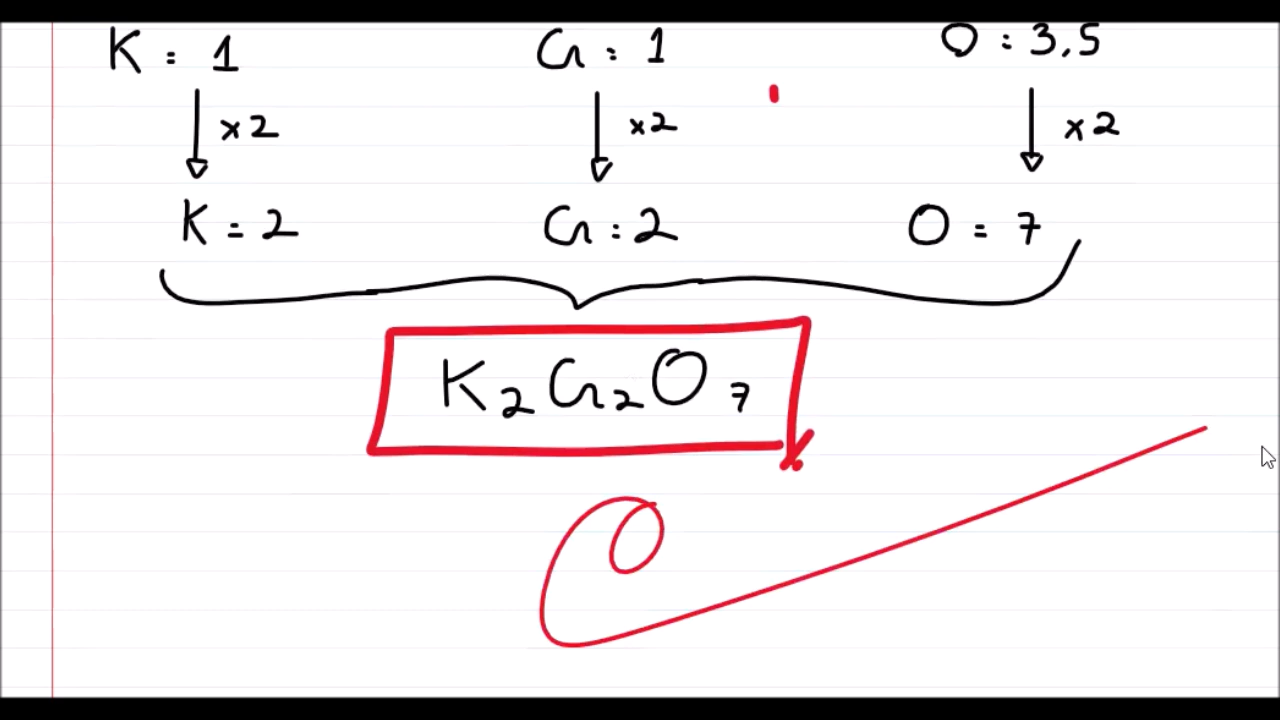 K = 1 Cr : 1 O : 3,5
x2 x2 x2
K = 2 Cr : 2 O = 7
K₂Cr₂O₇